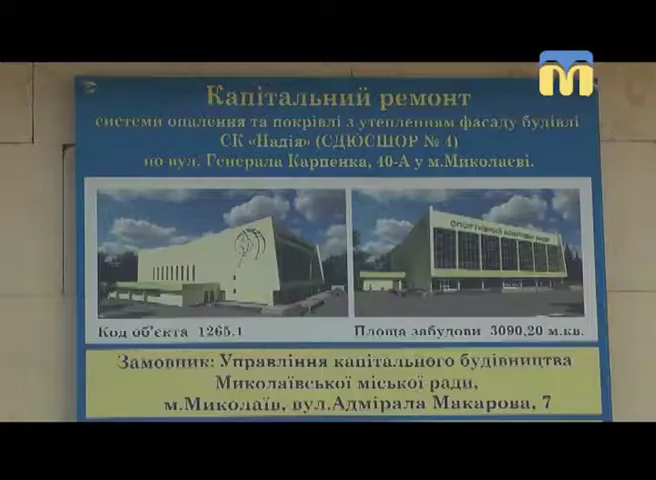 М
Капітальний ремонт
системи опалення та покрівлі з утепленням фасаду будівлі
СК «Надія» (СДЮСШОР № 4)
по вул. Генерала Карпенка, 40-А у м.Миколаєві.
Код об'єкта 1265.1
Площа забудови 3090,20 м.кв.
Замовник: Управління капітального будівництва
Миколаївської міської ради,
м.Миколаїв, вул.Адмірала Макарова, 7